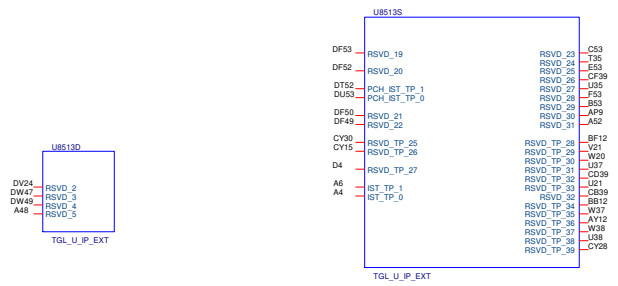 U8513S
DF53 RSVD_19 RSVD_23 C53
RSVD_24 T35
DF52 RSVD_20 RSVD_25 E53
RSVD_26 CF39
DT52 PCH_IST_TP_1 RSVD_27 U35
DU53 PCH_IST_TP_0 RSVD_28 F53
RSVD_29 B53
DF50 RSVD_21 RSVD_30 AP9
DF49 RSVD_22 RSVD_31 A52
CY30 RSVD_TP_25 RSVD_TP_28 BF12
CY15 RSVD_TP_26 RSVD_TP_29 V21
RSVD_TP_30 W20
D4 RSVD_TP_27 RSVD_TP_31 U37
RSVD_TP_32 CD39
A6 IST_TP_1 RSVD_TP_33 U21
A4 IST_TP_0 RSVD_32 CB39
RSVD_TP_34 BB12
RSVD_TP_35 W37
RSVD_TP_36 AY12
RSVD_TP_37 W38
RSVD_TP_38 U38
RSVD_TP_39 CY28
TGL_U_IP_EXT
U8513D
DV24 RSVD_2
DW47 RSVD_3
DW49 RSVD_4
A48 RSVD_5
TGL_U_IP_EXT